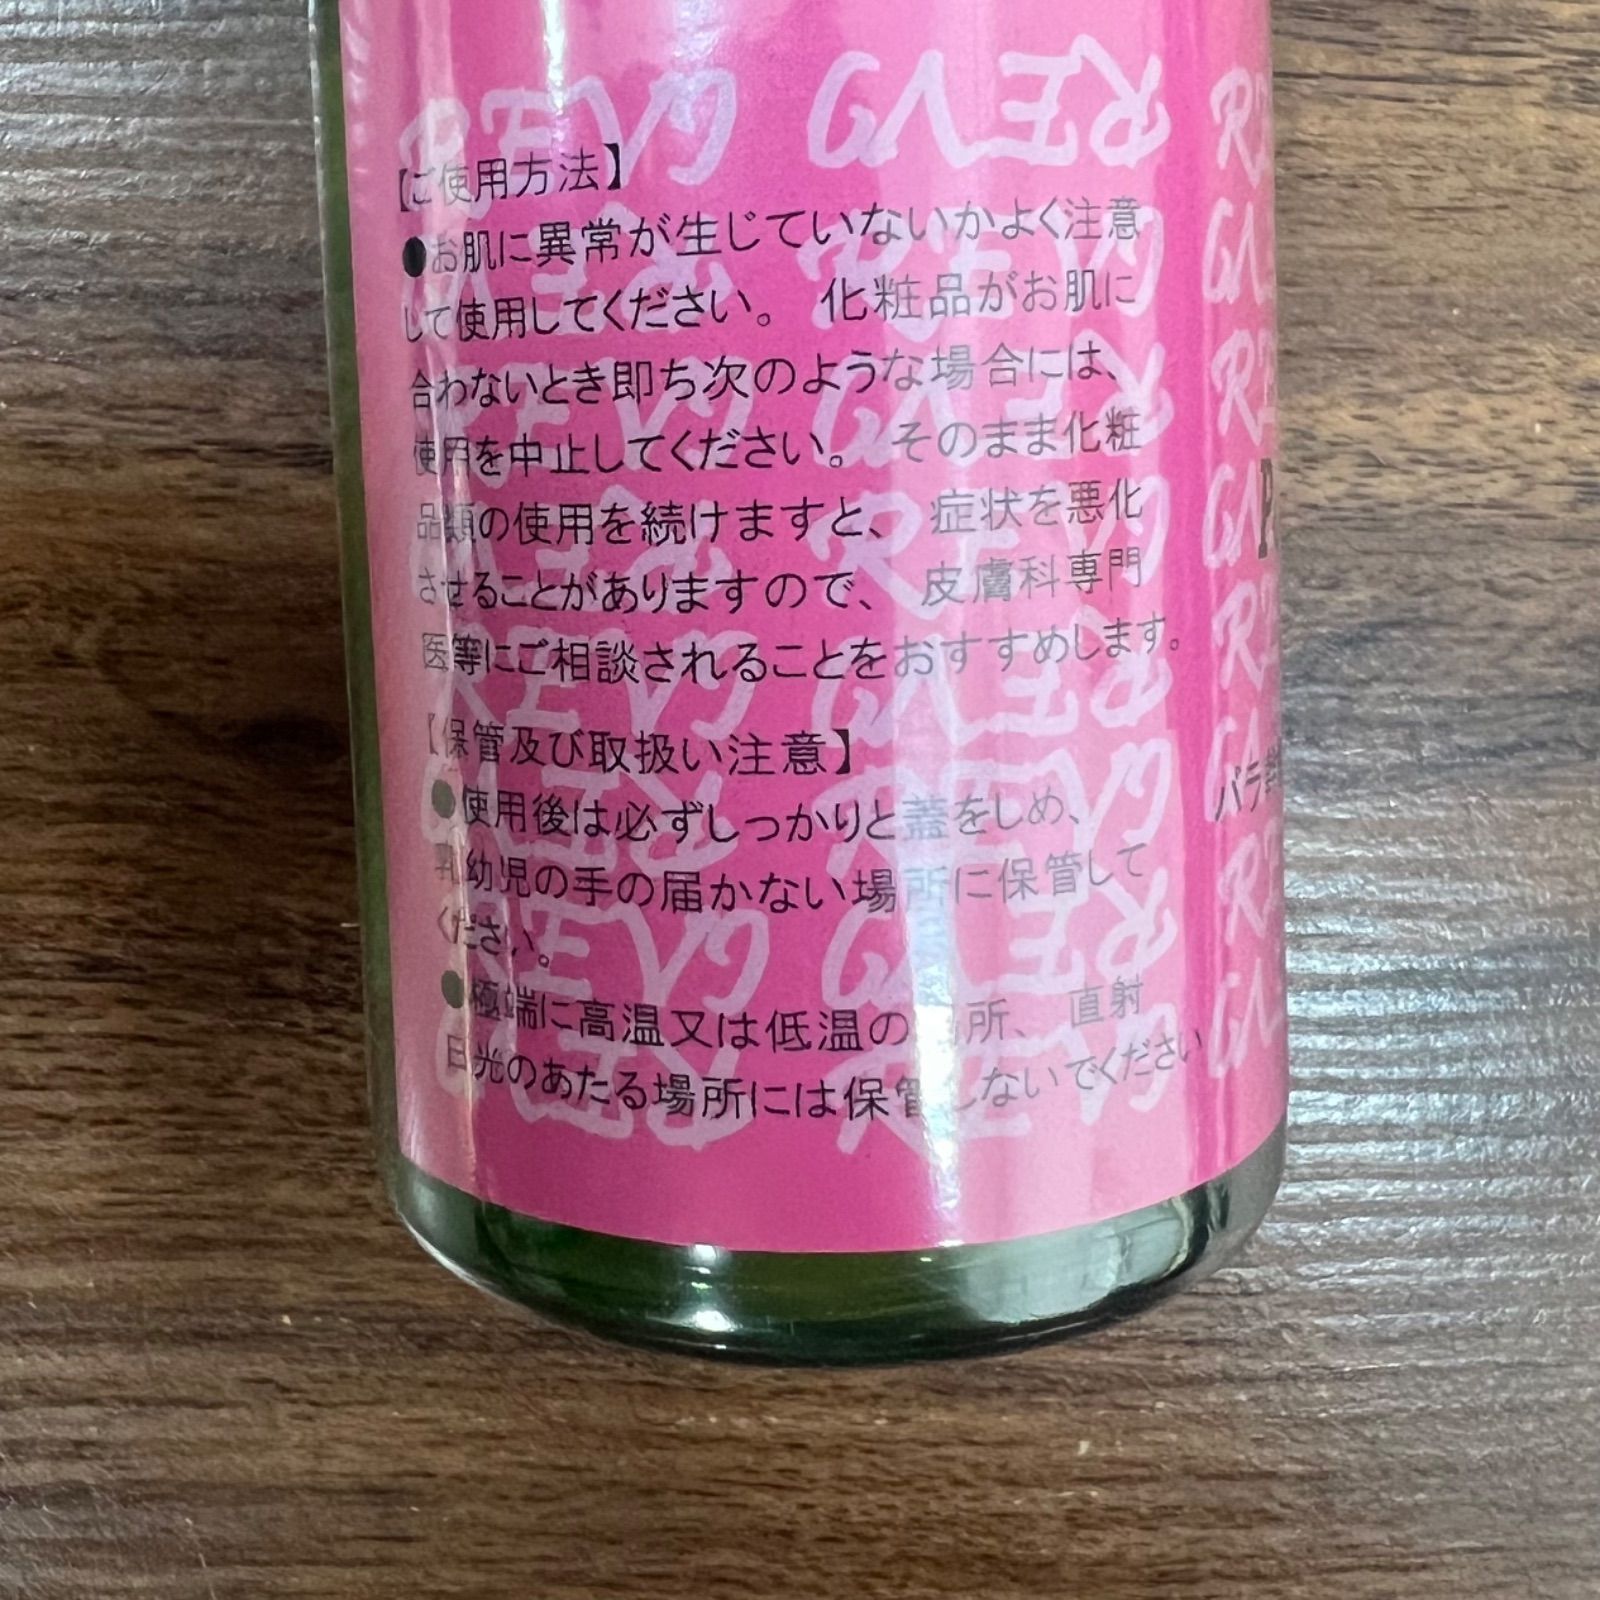 REVI REVI
【ご使用方法】
●お肌に異常が生じていないかよく注意
して使用してください。 化粧品がお肌に
合わないとき即ち次のような場合には、
使用を中止してください。 そのまま化粧
品類の使用を続けますと、 症状を悪化
させることがありますので、 皮膚科専門
医等にご相談されることをおすすめします。
【保管及び取扱い注意】
●使用後は必ずしっかりと蓋をしめ、
乳幼児の手の届かない場所に保管して
ください。
●極端に高温又は低温の場所、 直射
日光のあたる場所には保管しないでください
バラ